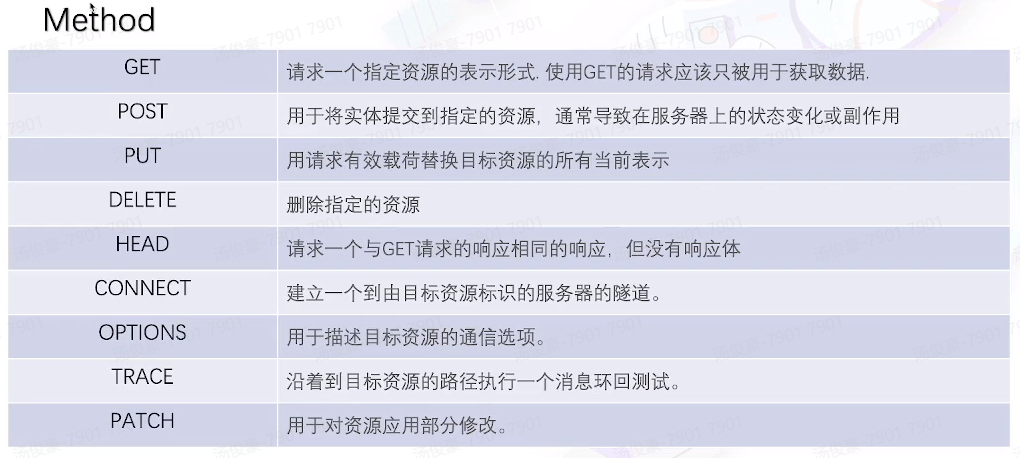 Method
GET
请求一个指定资源的表示形式. 使用GET的请求应该只被用于获取数据.
POST
用于将实体提交到指定的资源，通常导致在服务器上的状态变化或副作用
PUT
用请求有效载荷替换目标资源的所有当前表示
DELETE
删除指定的资源
HEAD
请求一个与GET请求的响应相同的响应，但没有响应体
CONNECT
建立一个到由目标资源标识的服务器的隧道。
OPTIONS
用于描述目标资源的通信选项。
TRACE
沿着到目标资源的路径执行一个消息环回测试。
PATCH
用于对资源应用部分修改。